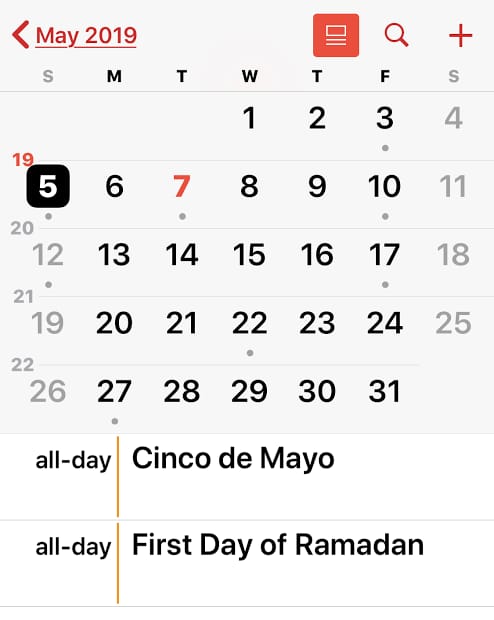 May 2019
S M T W T F S
1 2 3 4
19
5 6 7 8 9 10 11
20
12 13 14 15 16 17 18
21
19 20 21 22 23 24 25
22
26 27 28 29 30 31
all-day Cinco de Mayo
all-day First Day of Ramadan